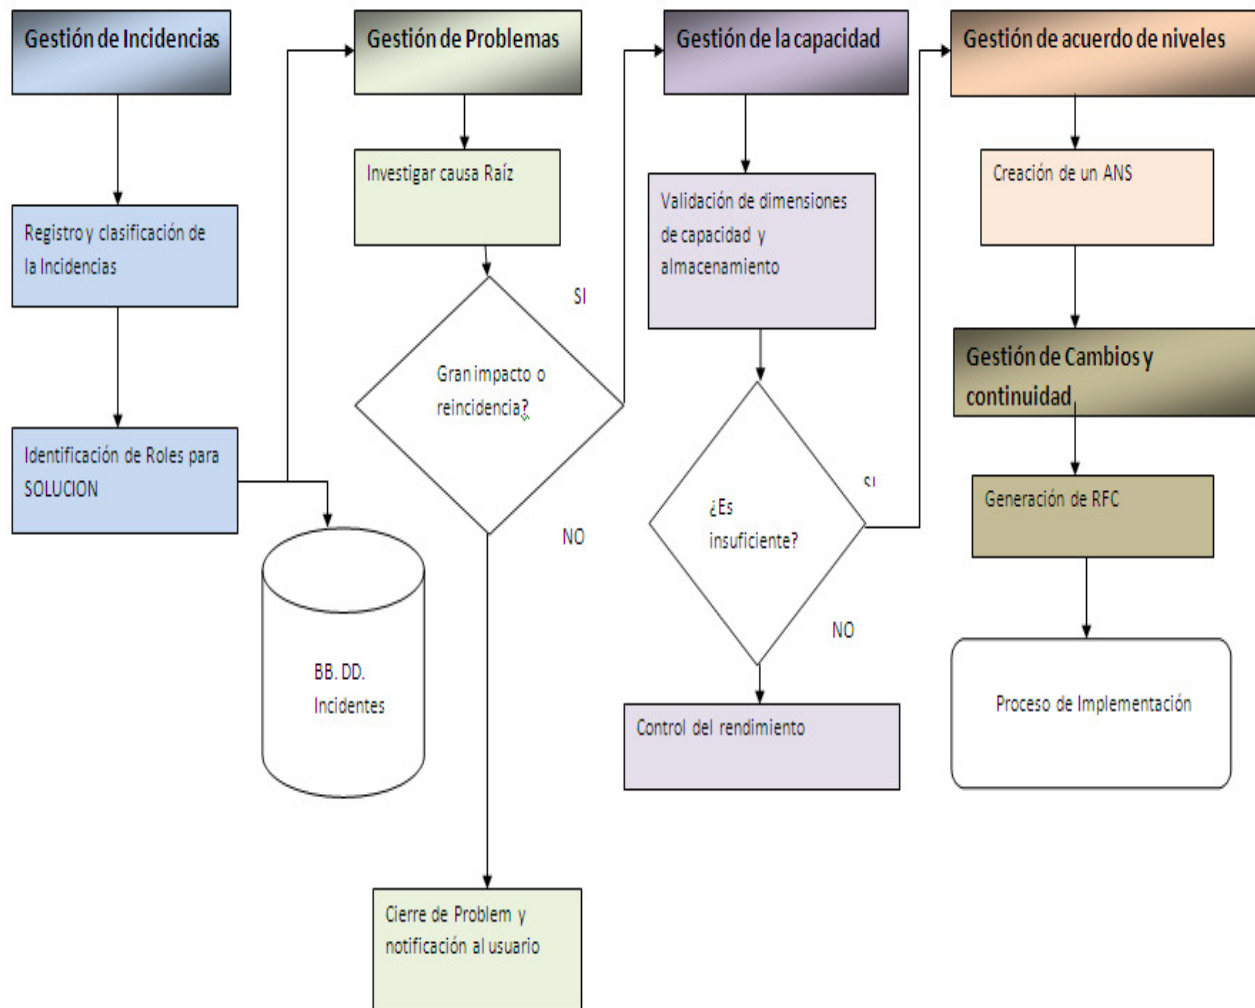 Gestión de Incidencias
Registro y clasificación de
la Incidencias
Identificación de Roles para
SOLUCION
BB. DD.
Incidentes
Gestión de Problemas
Investigar causa Raíz
SI
Gran impacto o
reincidencia?
NO
Cierre de Problem y
notificación al usuario
Gestión de la capacidad
Validación de dimensiones
de capacidad y
almacenamiento
SI
¿Es
insuficiente?
NO
Control del rendimiento
Gestión de acuerdo de niveles
Creación de un ANS
Gestión de Cambios y
continuidad
Generación de RFC
Proceso de Implementación